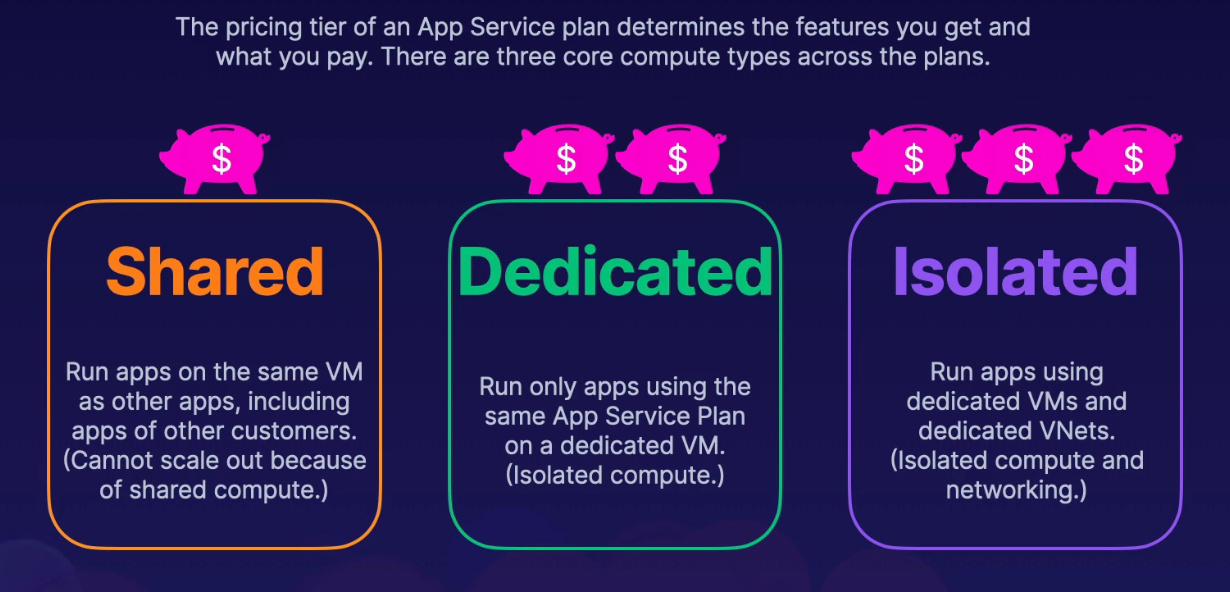 The pricing tier of an App Service plan determines the features you get and
what you pay. There are three core compute types across the plans.
$
$ $
$ $ $
Shared
Run apps on the same VM
as other apps, including
apps of other customers.
(Cannot scale out because
of shared compute.)
Dedicated
Run only apps using the
same App Service Plan
on a dedicated VM.
(Isolated compute.)
Isolated
Run apps using
dedicated VMs and
dedicated VNets.
(Isolated compute and
networking.)